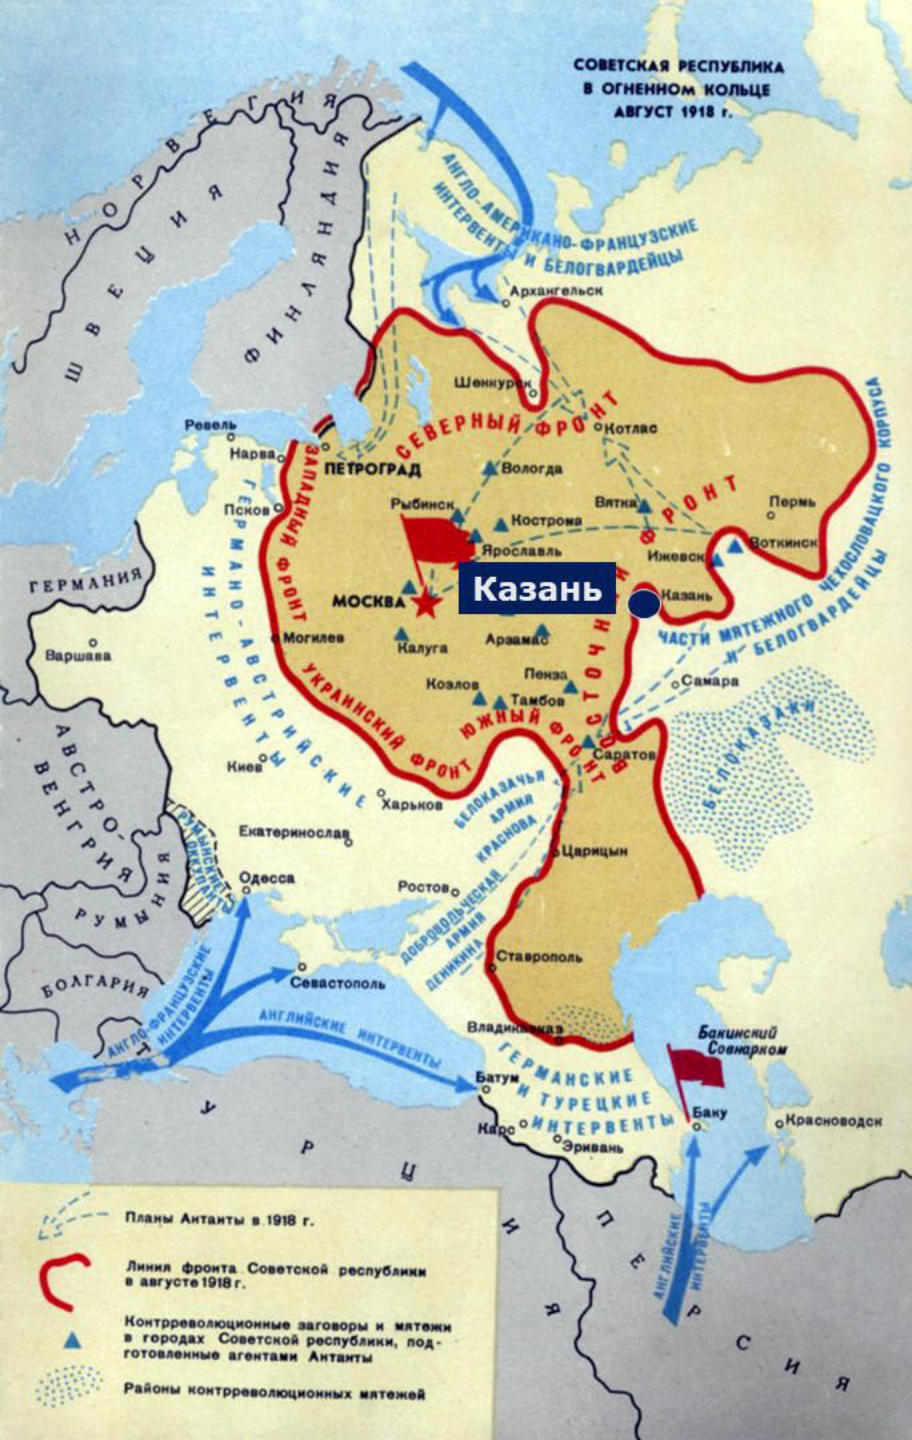 СОВЕТСКАЯ РЕСПУБЛИКА
В ОГНЕННОМ КОЛЬЦЕ
АВГУСТ 1918 г.
НОРВЕГИЯ
ШВЕЦИЯ
ФИНЛЯНДИЯ
АНГЛО-АМЕРИКАНО-ФРАНЦУЗСКИЕ
ИНТЕРВЕНТЫ И БЕЛОГВАРДЕЙЦЫ
Архангельск
Шенкурск
СЕВЕРНЫЙ ФРОНТ
Котлас
Ревель
Нарва
ПЕТРОГРАД
Вологда
Псков
Рыбинск
Кострома
Вятка
Пермь
Ярославль
Ижевск
Воткинск
ЗАПАДНЫЙ ФРОНТ
ВОСТОЧНЫЙ ФРОНТ
ЧАСТИ МЯТЕЖНОГО ЧЕХОСЛОВАЦКОГО КОРПУСА
И БЕЛОГВАРДЕЙЦЫ
ГЕРМАНИЯ
ГЕРМАНО-АВСТРИЙСКИЕ
ИНТЕРВЕНТЫ
МОСКВА
Казань
Казань
Варшава
Могилев
Калуга
Арзамас
Пенза
Самара
Козлов
Тамбов
УКРАИНСКИЙ ФРОНТ
ЮЖНЫЙ ФРОНТ
Саратов
БЕЛОКАЗАКИ
АВСТРО-
ВЕНГРИЯ
Киев
Харьков
БЕЛОКАЗАЧЬЯ
АРМИЯ
КРАСНОВА
Екатеринослав
РУМЫНСКИЕ
ОККУПАНТЫ
Царицын
Одесса
Ростов
ДОБРОВОЛЬЧЕСКАЯ
АРМИЯ
ДЕНИКИНА
РУМЫНИЯ
БОЛГАРИЯ
Севастополь
Ставрополь
АНГЛО-ФРАНЦУЗСКИЕ
ИНТЕРВЕНТЫ
АНГЛИЙСКИЕ ИНТЕРВЕНТЫ
Владикавказ
Бакинский
Совнарком
ГЕРМАНСКИЕ
И ТУРЕЦКИЕ
ИНТЕРВЕНТЫ
Батум
Карс
Эривань
Баку
Красноводск
ТУРЦИЯ
ПЕРСИЯ
АНГЛИЙСКИЕ
ИНТЕРВЕНТЫ
Планы Антанты в 1918 г.
Линия фронта Советской республики
в августе 1918 г.
Контрреволюционные заговоры и мятежи
в городах Советской республики, под-
готовленные агентами Антанты
Районы контрреволюционных мятежей